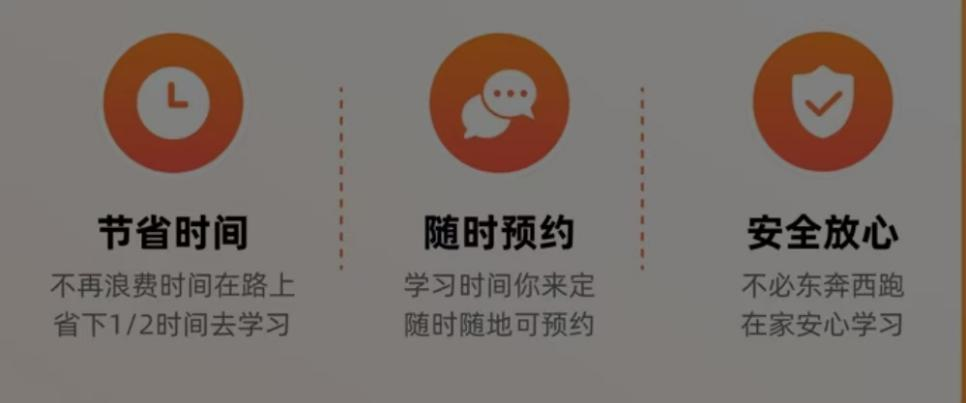 节省时间
不再浪费时间在路上
省下1/2时间去学习
随时预约
学习时间你来定
随时随地可预约
安全放心
不必东奔西跑
在家安心学习